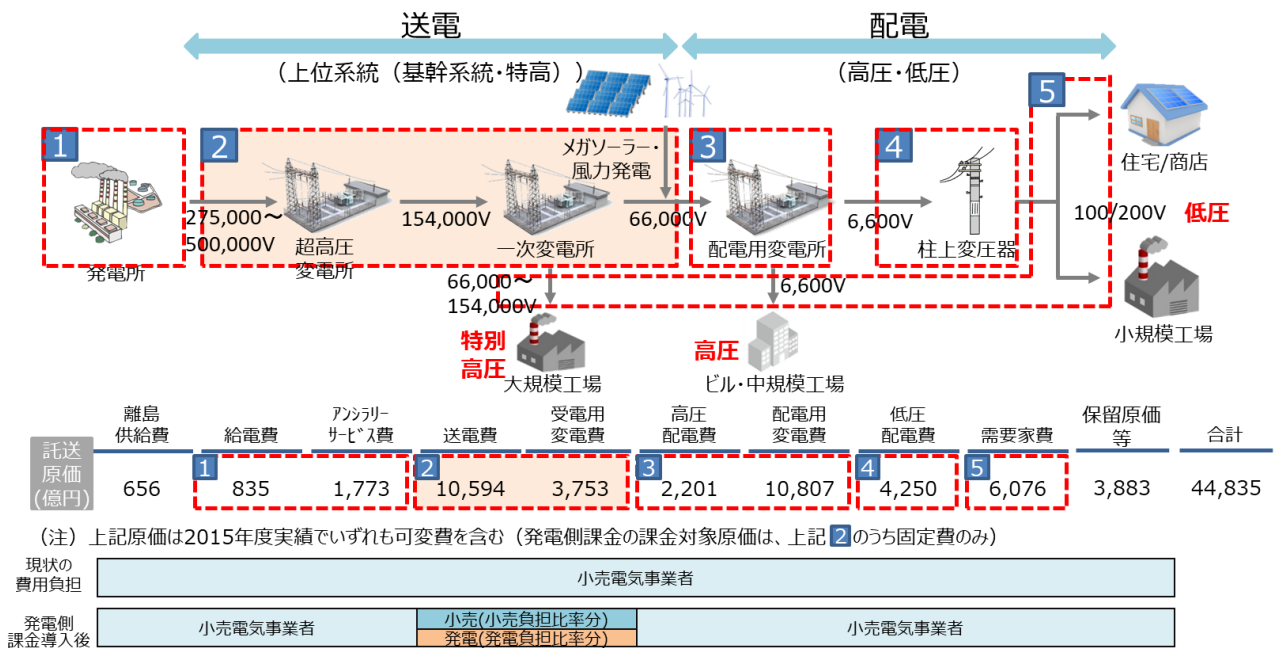 送電
配電
(上位系統（基幹系統・特高）)
(高圧・低圧)
1
2
3
4
5
メガソーラー・
風力発電
住宅/商店
275,000～
500,000V
154,000V
66,000V
6,600V
100/200V
低圧
発電所
超高圧
変電所
一次変電所
配電用変電所
柱上変圧器
66,000～
154,000V
6,600V
小規模工場
特別
高圧
高圧
大規模工場
ビル・中規模工場
託送
原価
(億円)
離島
供給費
給電費
アンシラリー
サービス費
送電費
受電用
変電費
高圧
配電費
配電用
変電費
低圧
配電費
需要家費
保留原価
等
合計
1
2
3
4
5
656
835
1,773
10,594
3,753
2,201
10,807
4,250
6,076
3,883
44,835
（注）上記原価は2015年度実績でいずれも可変費を含む（発電側課金の課金対象原価は、上記2のうち固定費のみ）
現状の
費用負担
小売電気事業者
発電側
課金導入後
小売電気事業者
小売(小売負担比率分)
発電(発電負担比率分)
小売電気事業者